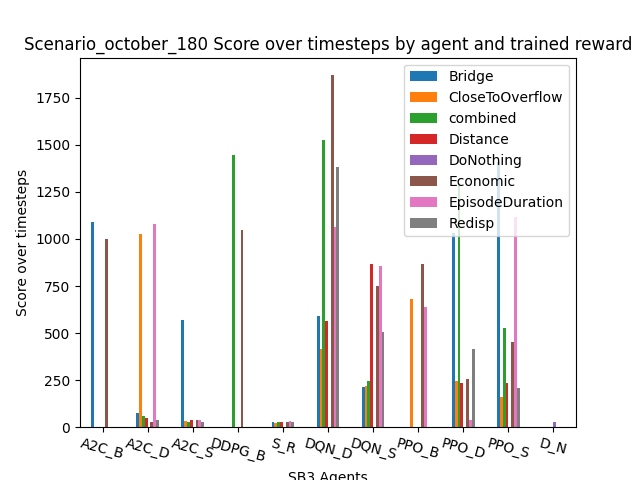 Scenario_october_180 Score over timesteps by agent and trained reward
Bridge
CloseToOverflow
combined
Distance
DoNothing
Economic
EpisodeDuration
Redisp
Score over timesteps
1750
1500
1250
1000
750
500
250
0
A2C_B A2C_D A2C_S DDPG_B S_R DQN_D DQN_S PPO_B PPO_D PPO_S D_N
SB3 Agents